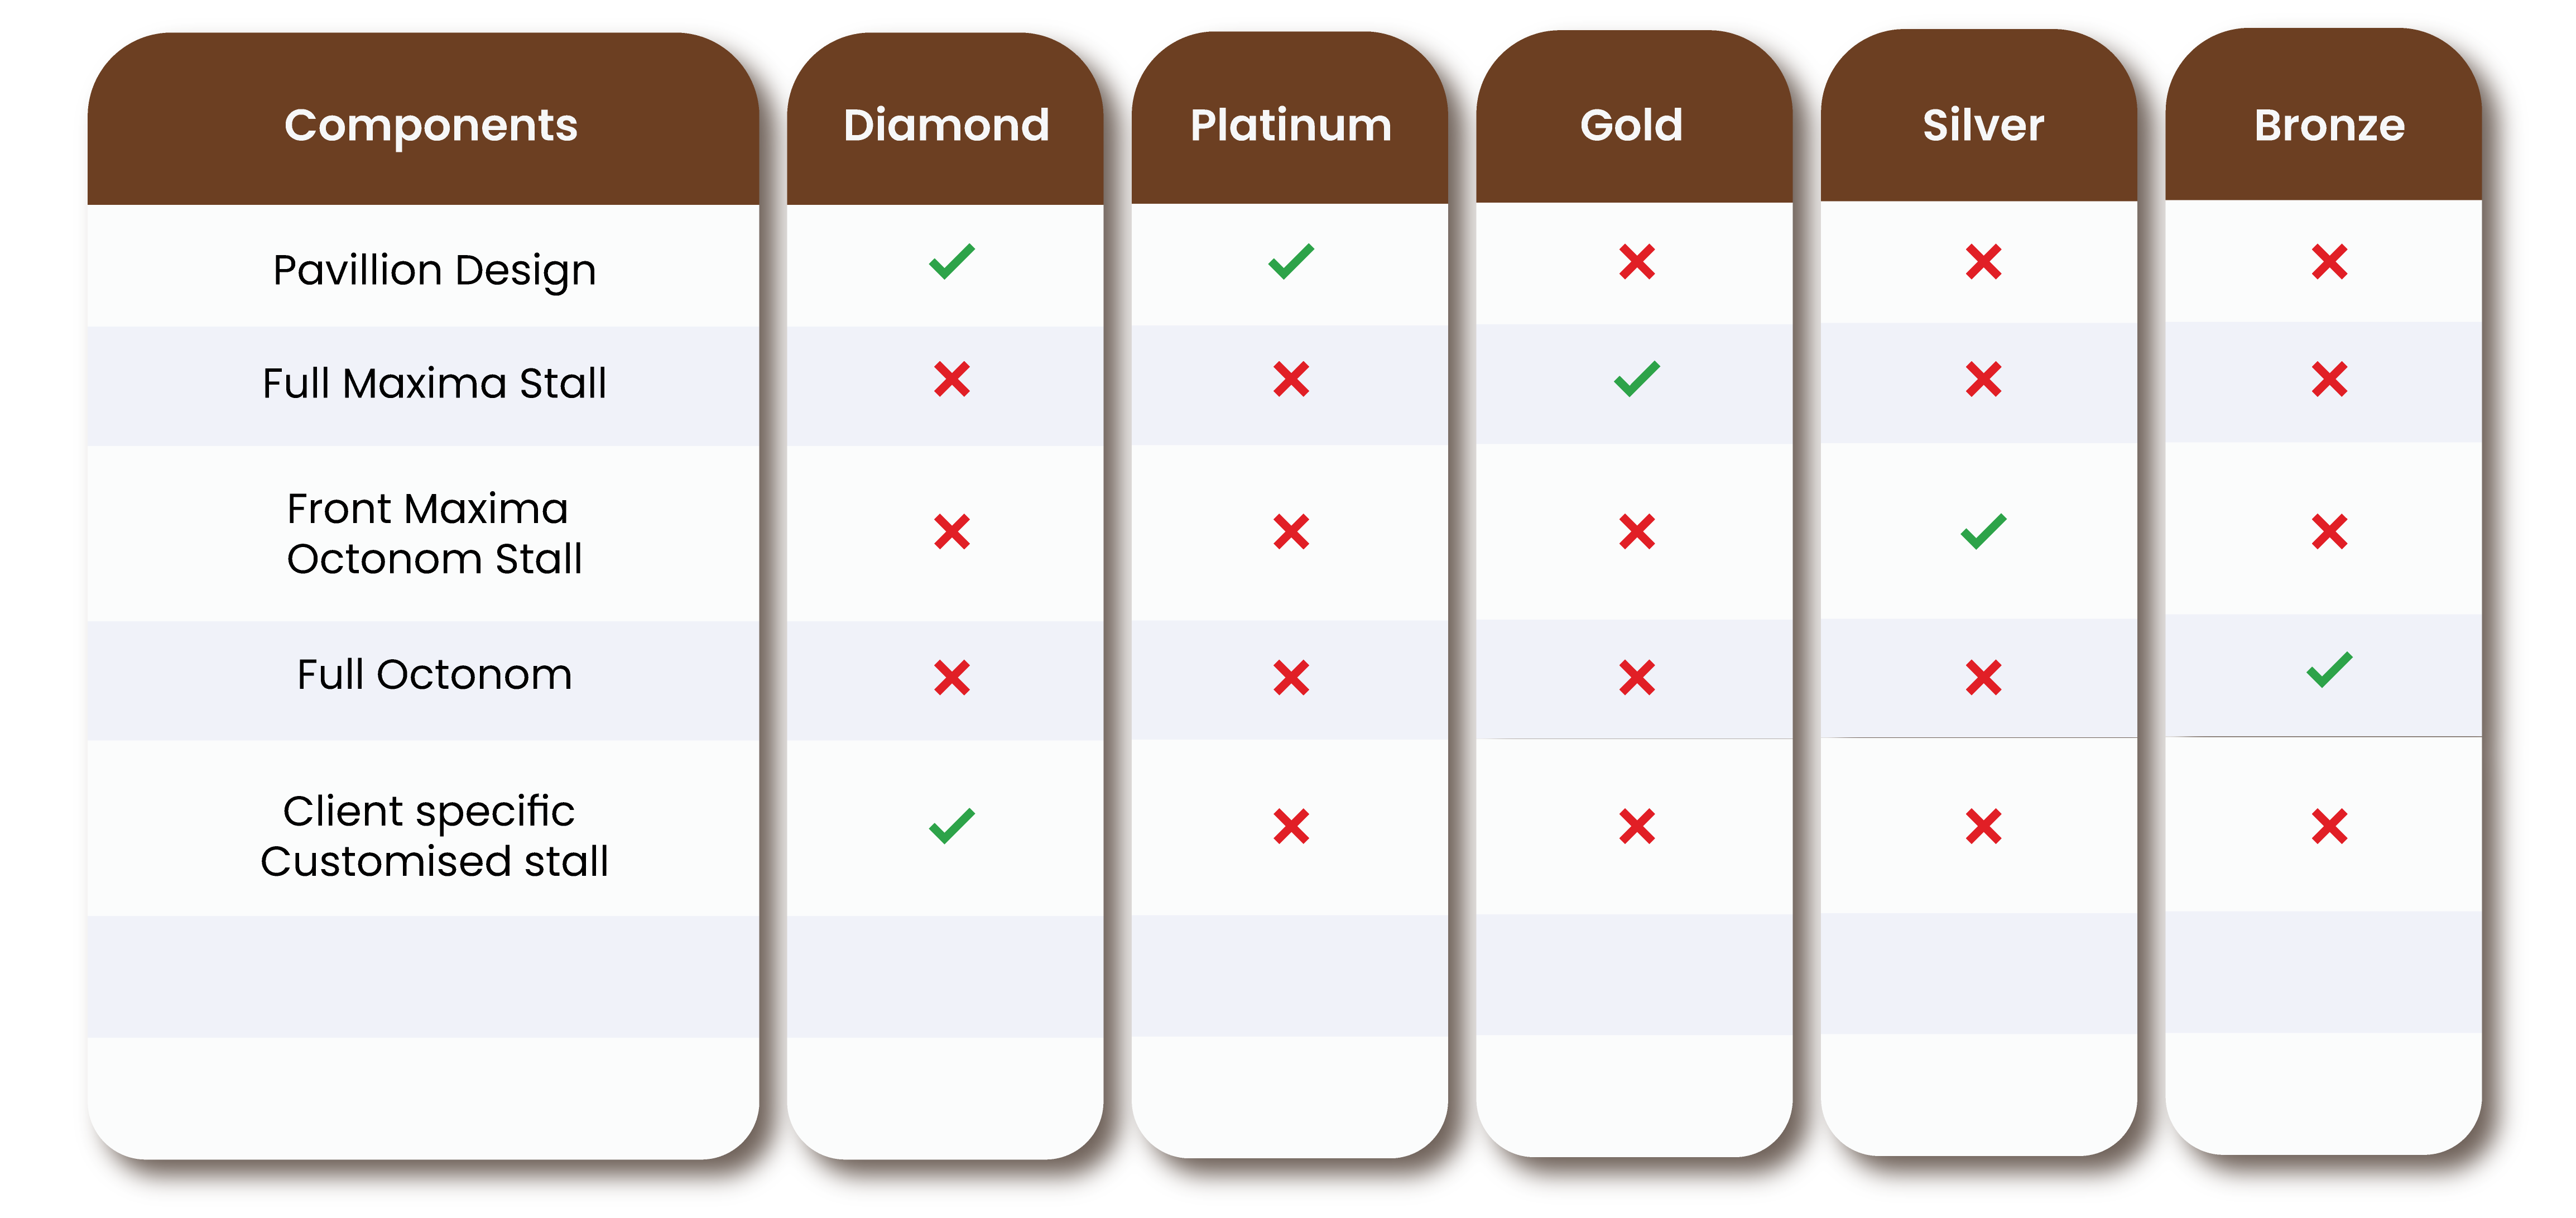 Components Diamond Platinum Gold Silver Bronze
Pavillion Design
Full Maxima Stall
Front Maxima
Octonom Stall
Full Octonom
Client specific
Customised stall